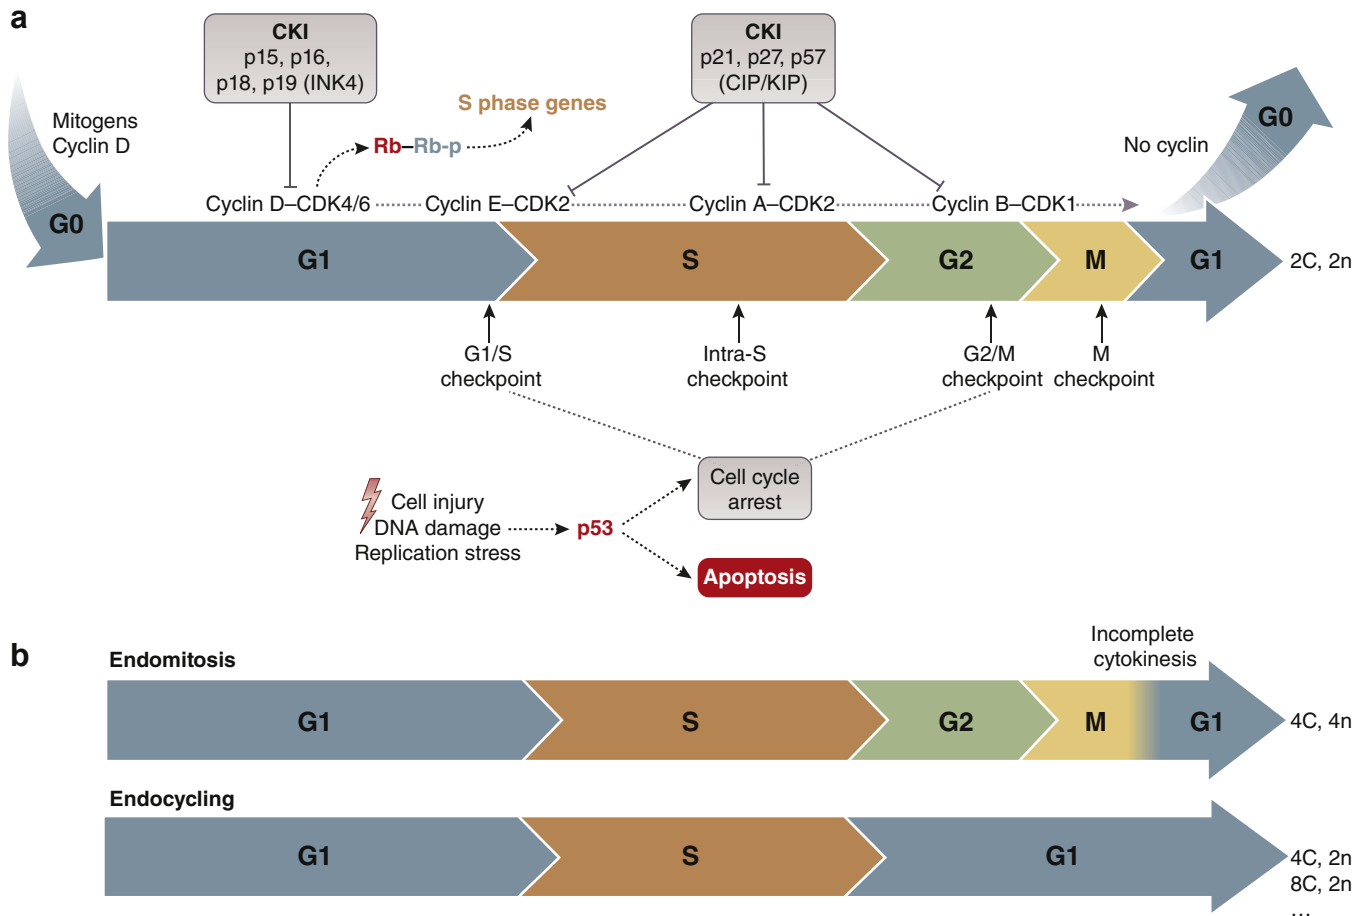 a
CKI
p15, p16,
p18, p19 (INK4)
CKI
p21, p27, p57
(CIP/KIP)
Mitogens
Cyclin D
S phase genes
Rb–Rb-p
No cyclin
G0
G0
Cyclin D–CDK4/6
Cyclin E–CDK2
Cyclin A–CDK2
Cyclin B–CDK1
G1
S
G2
M
G1
2C, 2n
G1/S
checkpoint
Intra-S
checkpoint
G2/M
checkpoint
M
checkpoint
Cell injury
DNA damage
Replication stress
p53
Cell cycle
arrest
Apoptosis
b
Endomitosis
Incomplete
cytokinesis
G1
S
G2
M
G1
4C, 4n
Endocycling
G1
S
G1
4C, 2n
8C, 2n
...